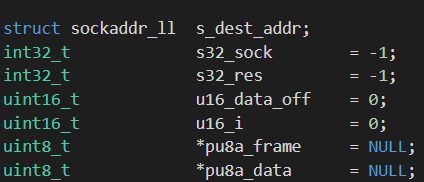 struct sockaddr_ll  s_dest_addr;
int32_t             s32_sock        = -1;
int32_t             s32_res         = -1;
uint16_t            u16_data_off    = 0;
uint16_t            u16_i           = 0;
uint8_t             *pu8a_frame     = NULL;
uint8_t             *pu8a_data      = NULL;